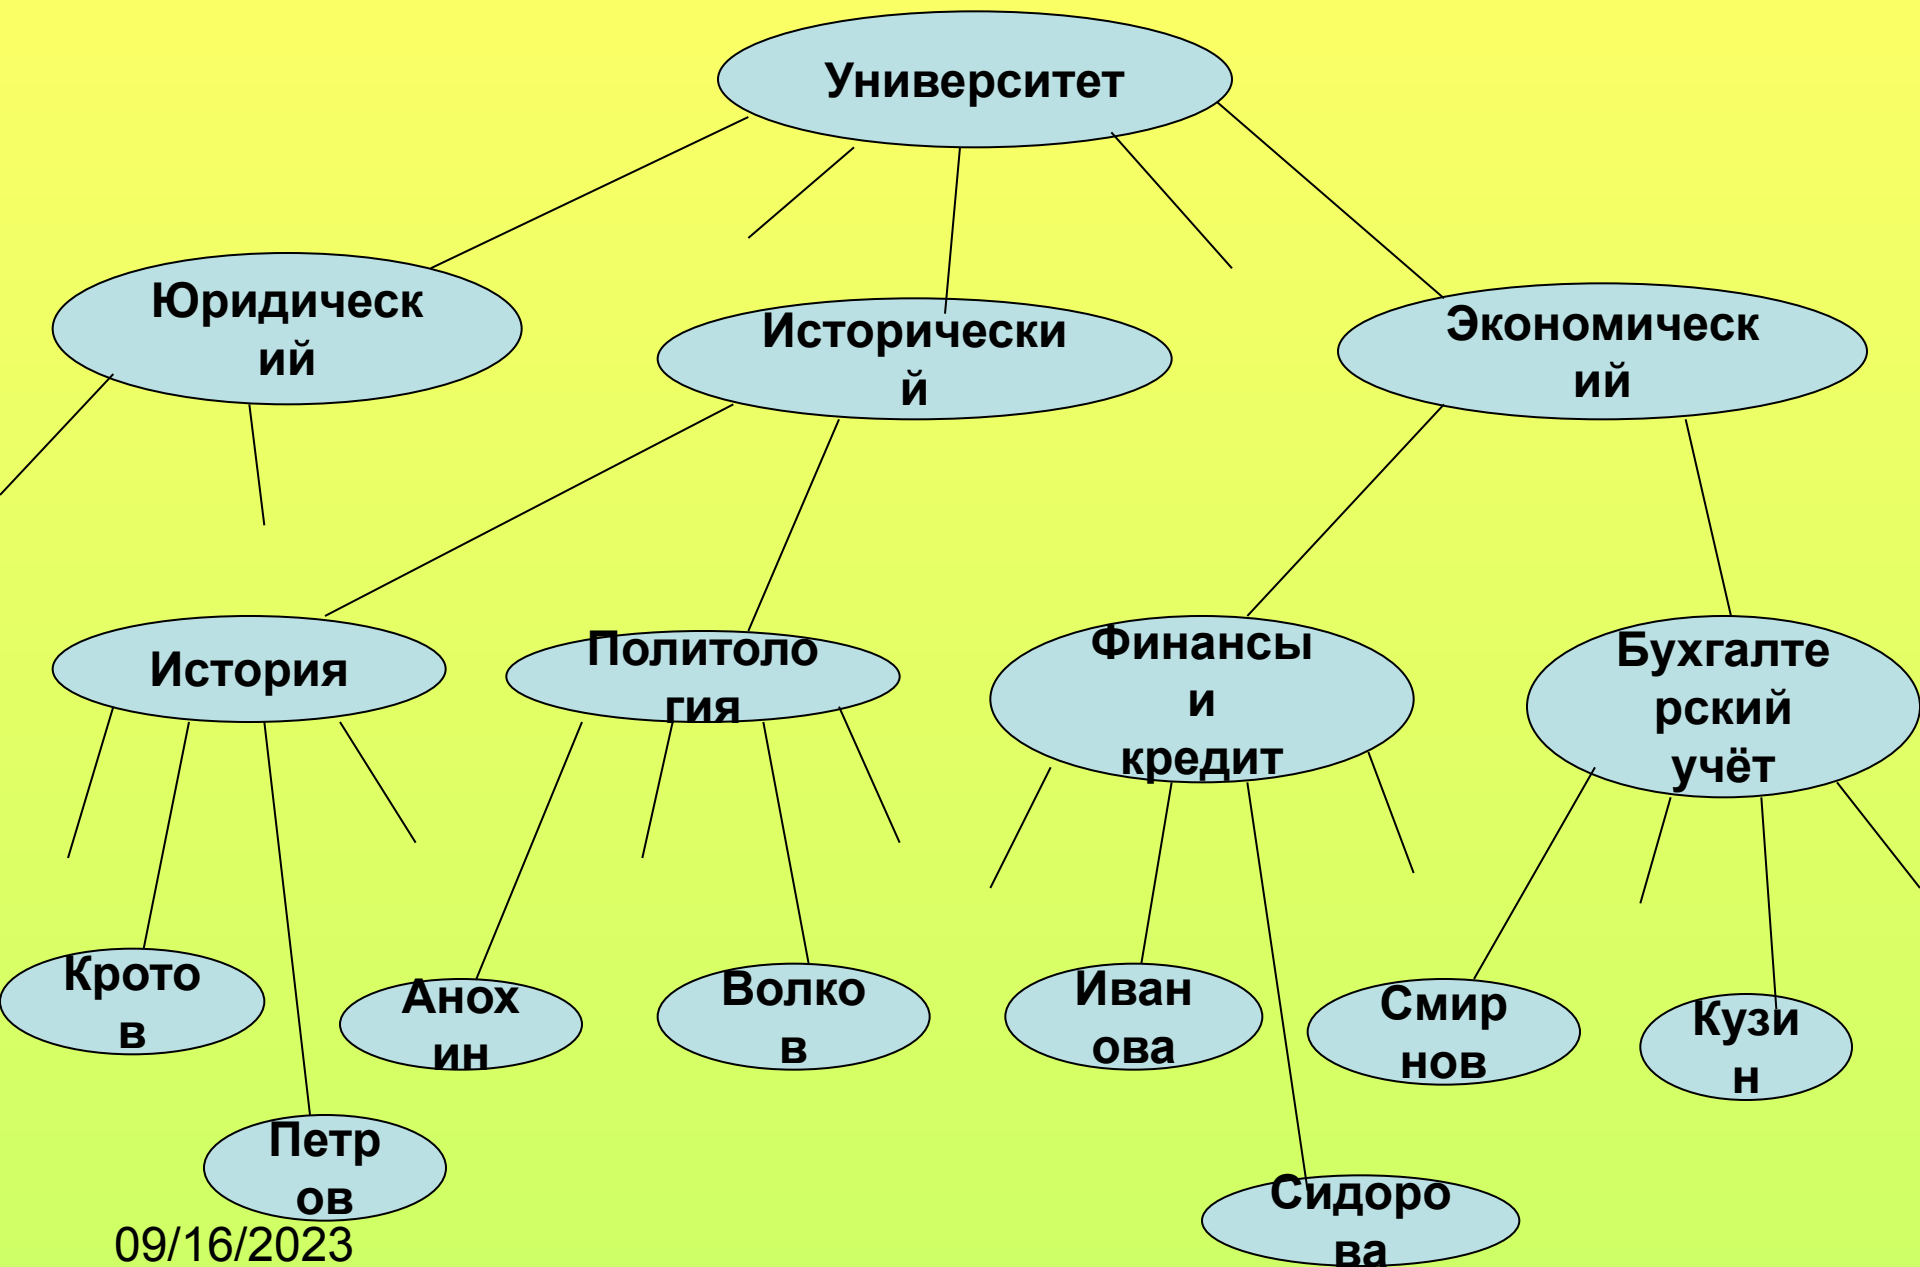 Университет
Юридическ
ий
Исторически
й
Экономическ
ий
История
Политоло
гия
Финансы
и
кредит
Бухгалте
рский
учёт
Крото
в
Анох
ин
Волко
в
Иван
ова
Смир
нов
Кузи
н
Петр
ов
Сидоро
ва
09/16/2023